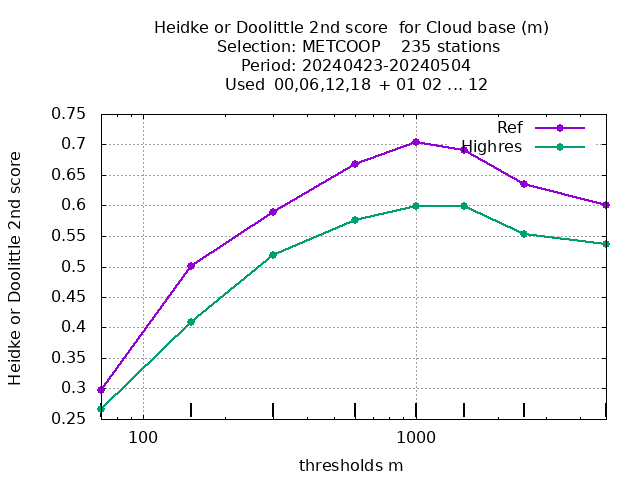 Heidke or Doolittle 2nd score  for Cloud base (m)
Selection: METCOOP    235 stations
Period: 20240423-20240504
Used  00,06,12,18 + 01 02 ... 12
Heidke or Doolittle 2nd score
0.75
0.7
0.65
0.6
0.55
0.5
0.45
0.4
0.35
0.3
0.25
Ref
Highres
100
1000
thresholds m